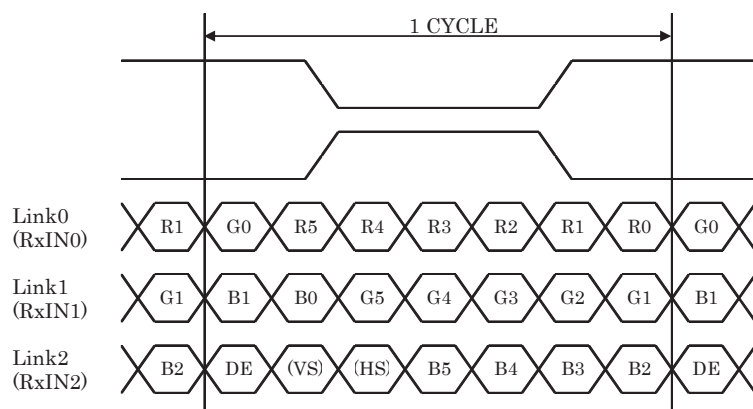 1 CYCLE
Link0
(RxIN0)
R1 G0 R5 R4 R3 R2 R1 R0 G0
Link1
(RxIN1)
G1 B1 B0 G5 G4 G3 G2 G1 B1
Link2
(RxIN2)
B2 DE (VS) (HS) B5 B4 B3 B2 DE